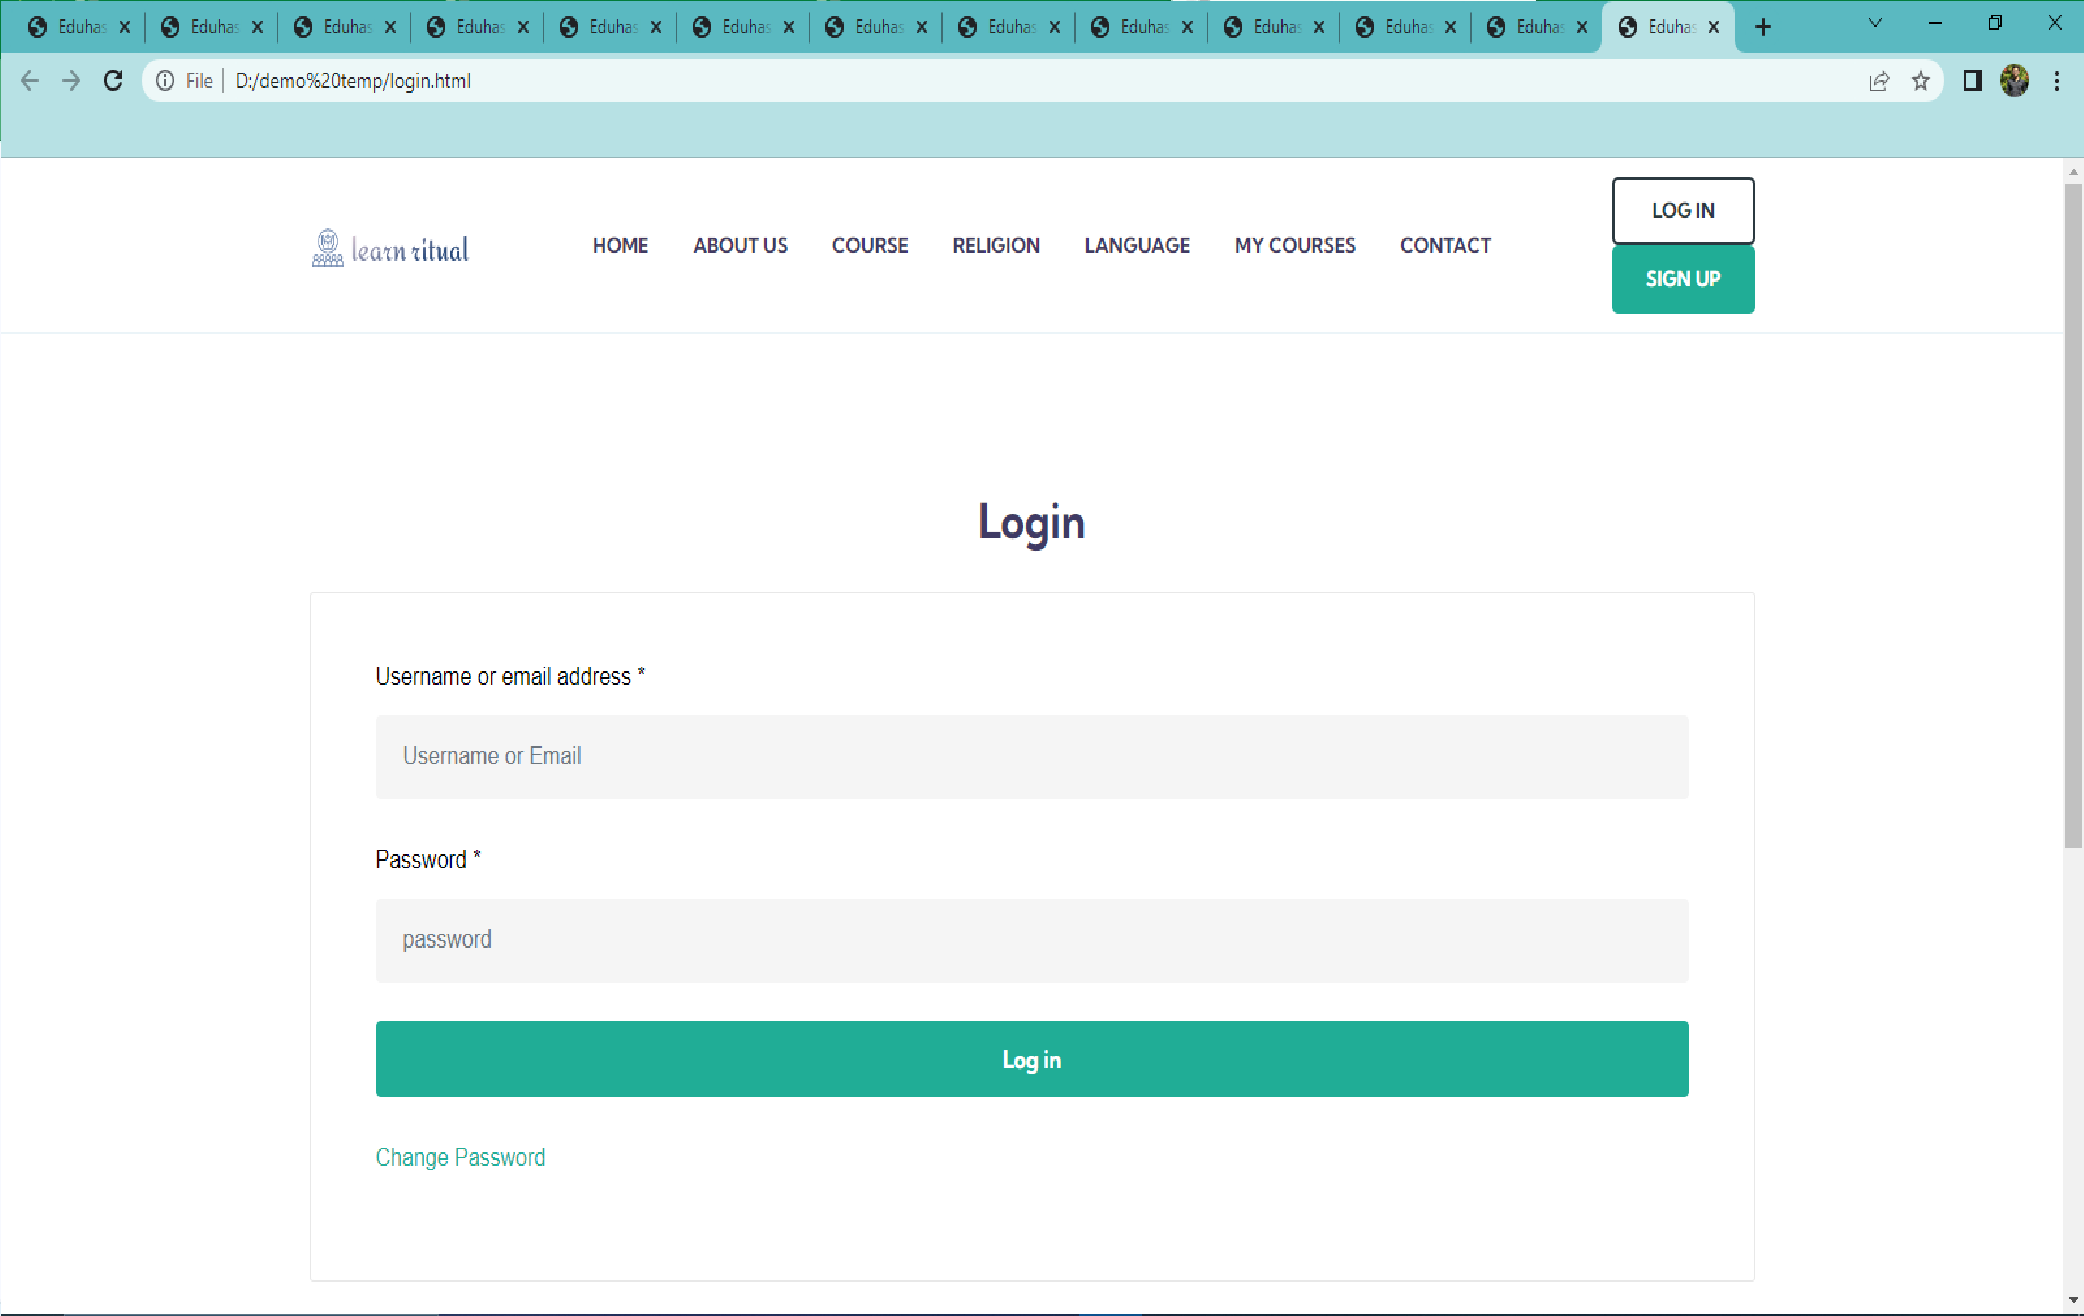 Eduhas Eduhas Eduhas Eduhas Eduhas Eduhas Eduhas Eduhas Eduhas Eduhas Eduhas Eduhas Eduhas
File D:/demo%20temp/login.html
LOG IN
learn ritual HOME ABOUT US COURSE RELIGION LANGUAGE MY COURSES CONTACT
SIGN UP
Login
Username or email address *
Username or Email
Password *
password
Log in
Change Password